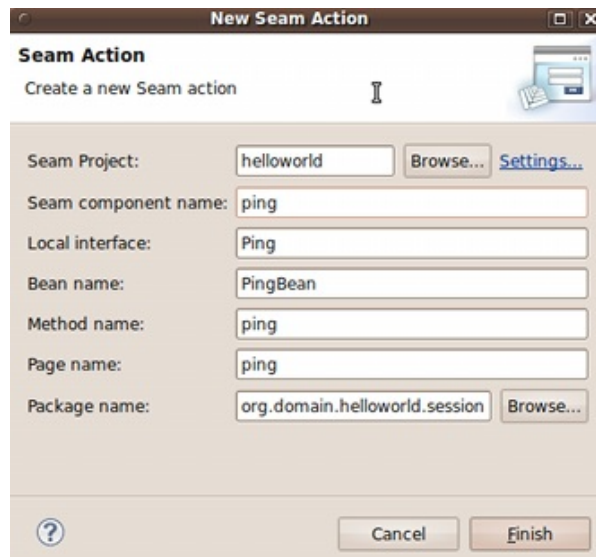 New Seam Action
Seam Action
Create a new Seam action
Seam Project: helloworld Browse... Settings...
Seam component name: ping
Local interface: Ping
Bean name: PingBean
Method name: ping
Page name: ping
Package name: org.domain.helloworld.session Browse...
? Cancel Finish